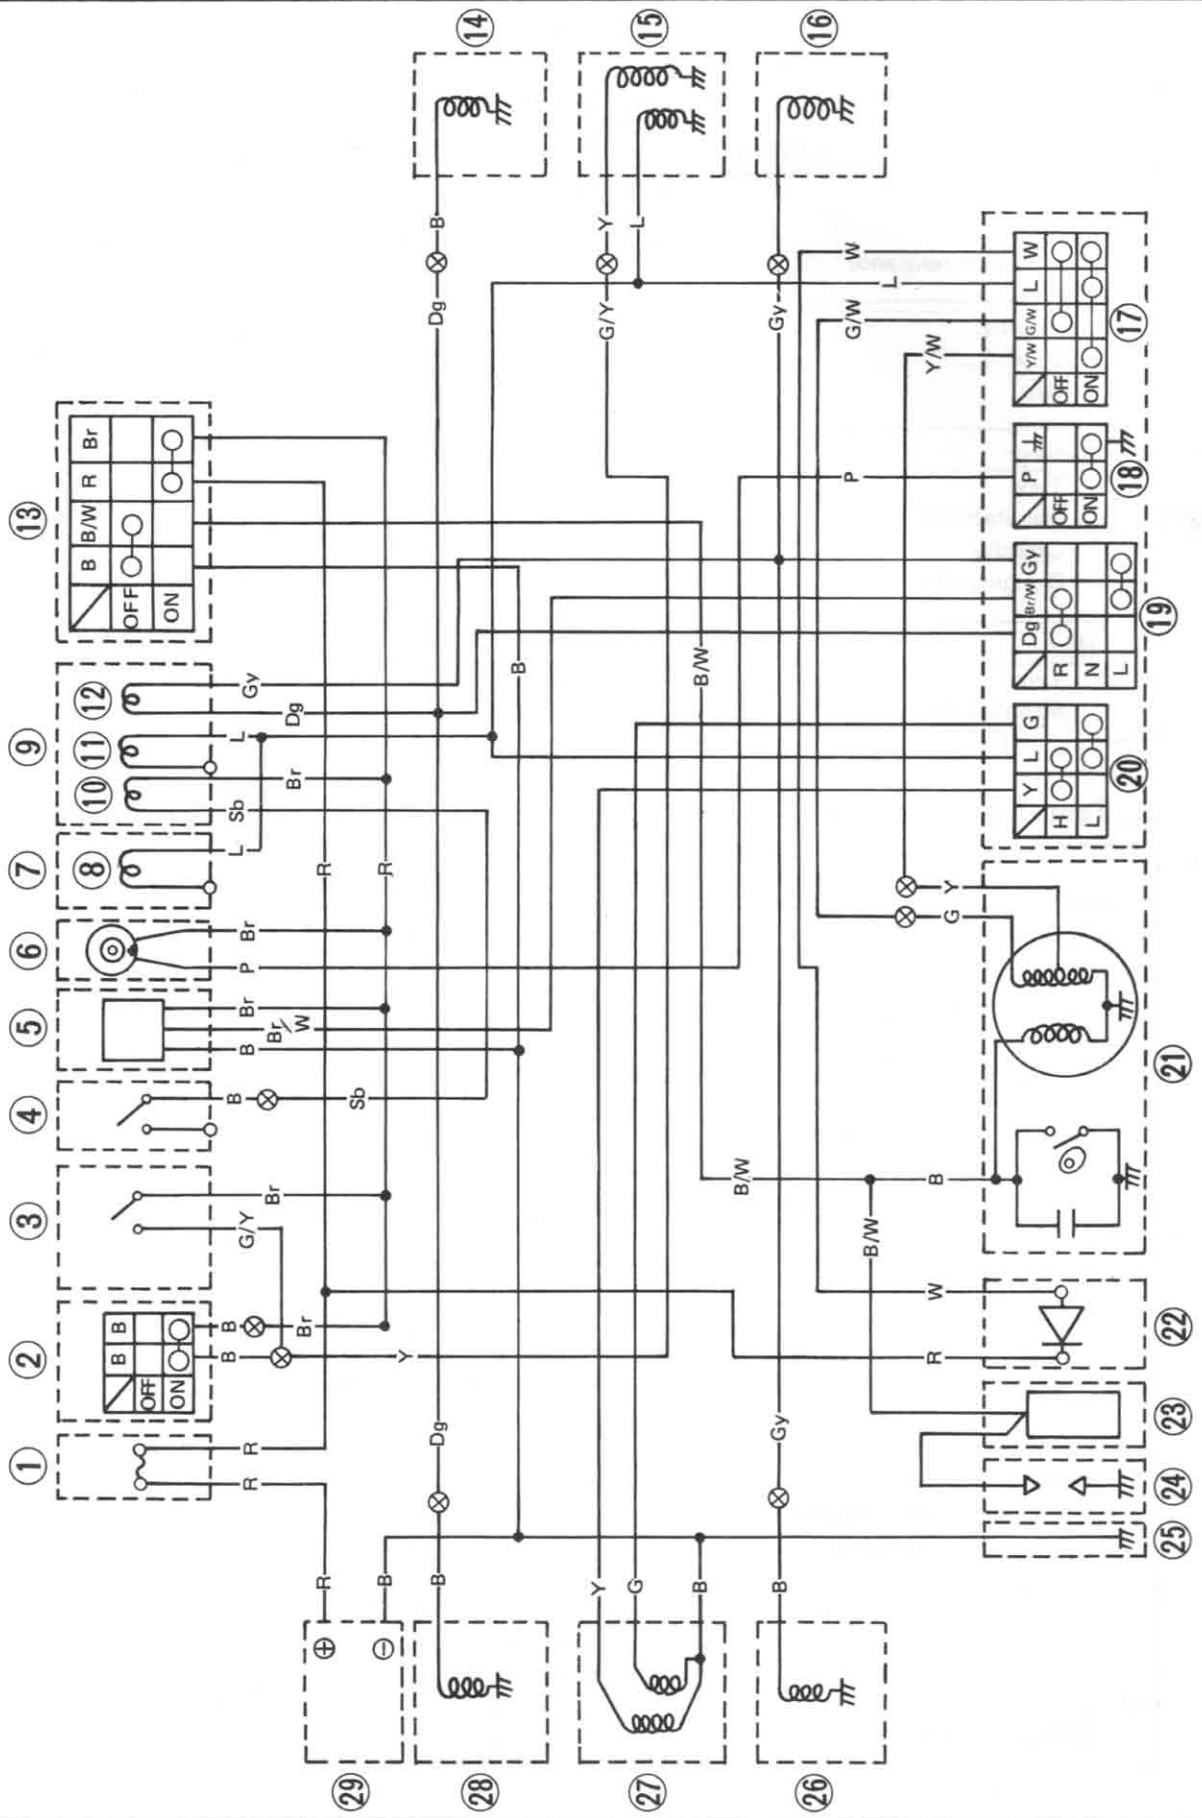 ⑭ ⑮ ⑯
B Y L
Dg G/Y Gy
⑬
B B/W R Br
OFF
ON
W
L
G/W
Y/W
⑰
Y/W G/W L W
OFF
ON
⑱
P
OFF
ON
P
⑲
Dg Br/W Gy
R
N
L
⑳
Y L G
H
L
⑨
⑫ Gy
Dg
⑪ L
⑩ Br
Sb
B
B/W
⑦
⑧ L
R R
⑥
Br
P
⑤
Br
Br/W
B
④
B Sb
③
Br
G/Y
②
B B
OFF
ON
B Br
B Y
①
R
R
Y
G
㉑
B/W B
B/W
㉒
W
R
㉓
㉔
㉕
Dg Gy
R B B Y G B B
⊕ ⊖
㉙ ㉘ ㉗ ㉖